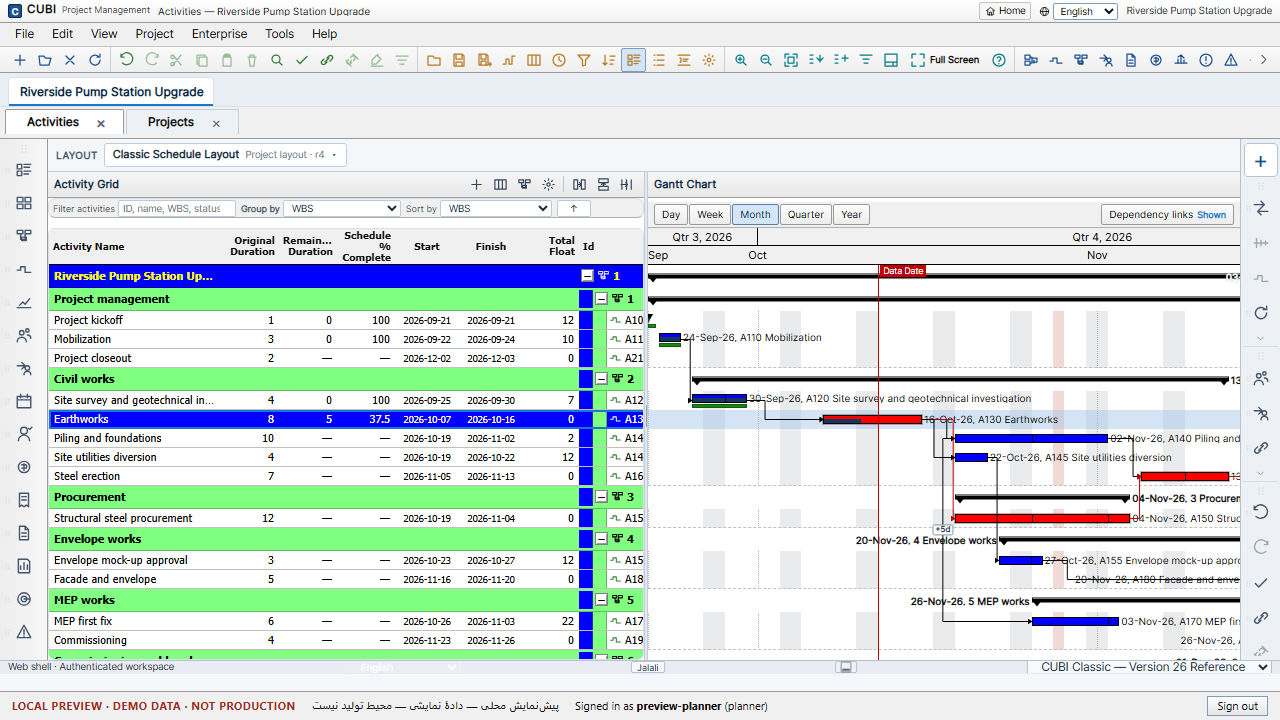 CUBI Project Management Activities — Riverside Pump Station Upgrade Home English Riverside Pump Station Upgrade
File Edit View Project Enterprise Tools Help
Full Screen
Riverside Pump Station Upgrade
Activities Projects
LAYOUT Classic Schedule Layout Project layout · r4
Activity Grid
Filter activities ID, name, WBS, status Group by WBS Sort by WBS
Activity Name Original Duration Remain... Duration Schedule % Complete Start Finish Total Float Id
Riverside Pump Station Up... 1
Project management 1
Project kickoff 1 0 100 2026-09-21 2026-09-21 12 A10
Mobilization 3 0 100 2026-09-22 2026-09-24 10 A11
Project closeout 2 — — 2026-12-02 2026-12-03 0 A21
Civil works 2
Site survey and geotechnical in... 4 0 100 2026-09-25 2026-09-30 7 A12
Earthworks 8 5 37.5 2026-10-07 2026-10-16 0 A13
Piling and foundations 10 — — 2026-10-19 2026-11-02 2 A14
Site utilities diversion 4 — — 2026-10-19 2026-10-22 12 A14
Steel erection 7 — — 2026-11-05 2026-11-13 0 A16
Procurement 3
Structural steel procurement 12 — — 2026-10-19 2026-11-04 0 A15
Envelope works 4
Envelope mock-up approval 3 — — 2026-10-23 2026-10-27 12 A15
Facade and envelope 5 — — 2026-11-16 2026-11-20 0 A18
MEP works 5
MEP first fix 6 — — 2026-10-26 2026-11-03 22 A17
Commissioning 4 — — 2026-11-23 2026-11-26 0 A19
Gantt Chart
Day Week Month Quarter Year Dependency links Shown
Qtr 3, 2026 Qtr 4, 2026
Sep Oct Nov
Data Date
24-Sep-26, A110 Mobilization
13
30-Sep-26, A120 Site survey and geotechnical investigation
16-Oct-26, A130 Earthworks
02-Nov-26, A140 Piling and
22-Oct-26, A145 Site utilities diversion
04-Nov-26, 3 Procurem
04-Nov-26, A150 Struc
+5d
20-Nov-26, 4 Envelope works
27-Oct-26, A155 Envelope mock-up appro
20-Nov-26, A180 Facade and enve
26-Nov-26, 5 MEP works
03-Nov-26, A170 MEP firs
26-Nov-26, A
Web shell · Authenticated workspace English Jalali CUBI Classic — Version 26 Reference
LOCAL PREVIEW · DEMO DATA · NOT PRODUCTION پیش‌نمایش محلی — دادهٔ نمایشی — محیط تولید نیست Signed in as preview-planner (planner) Sign out